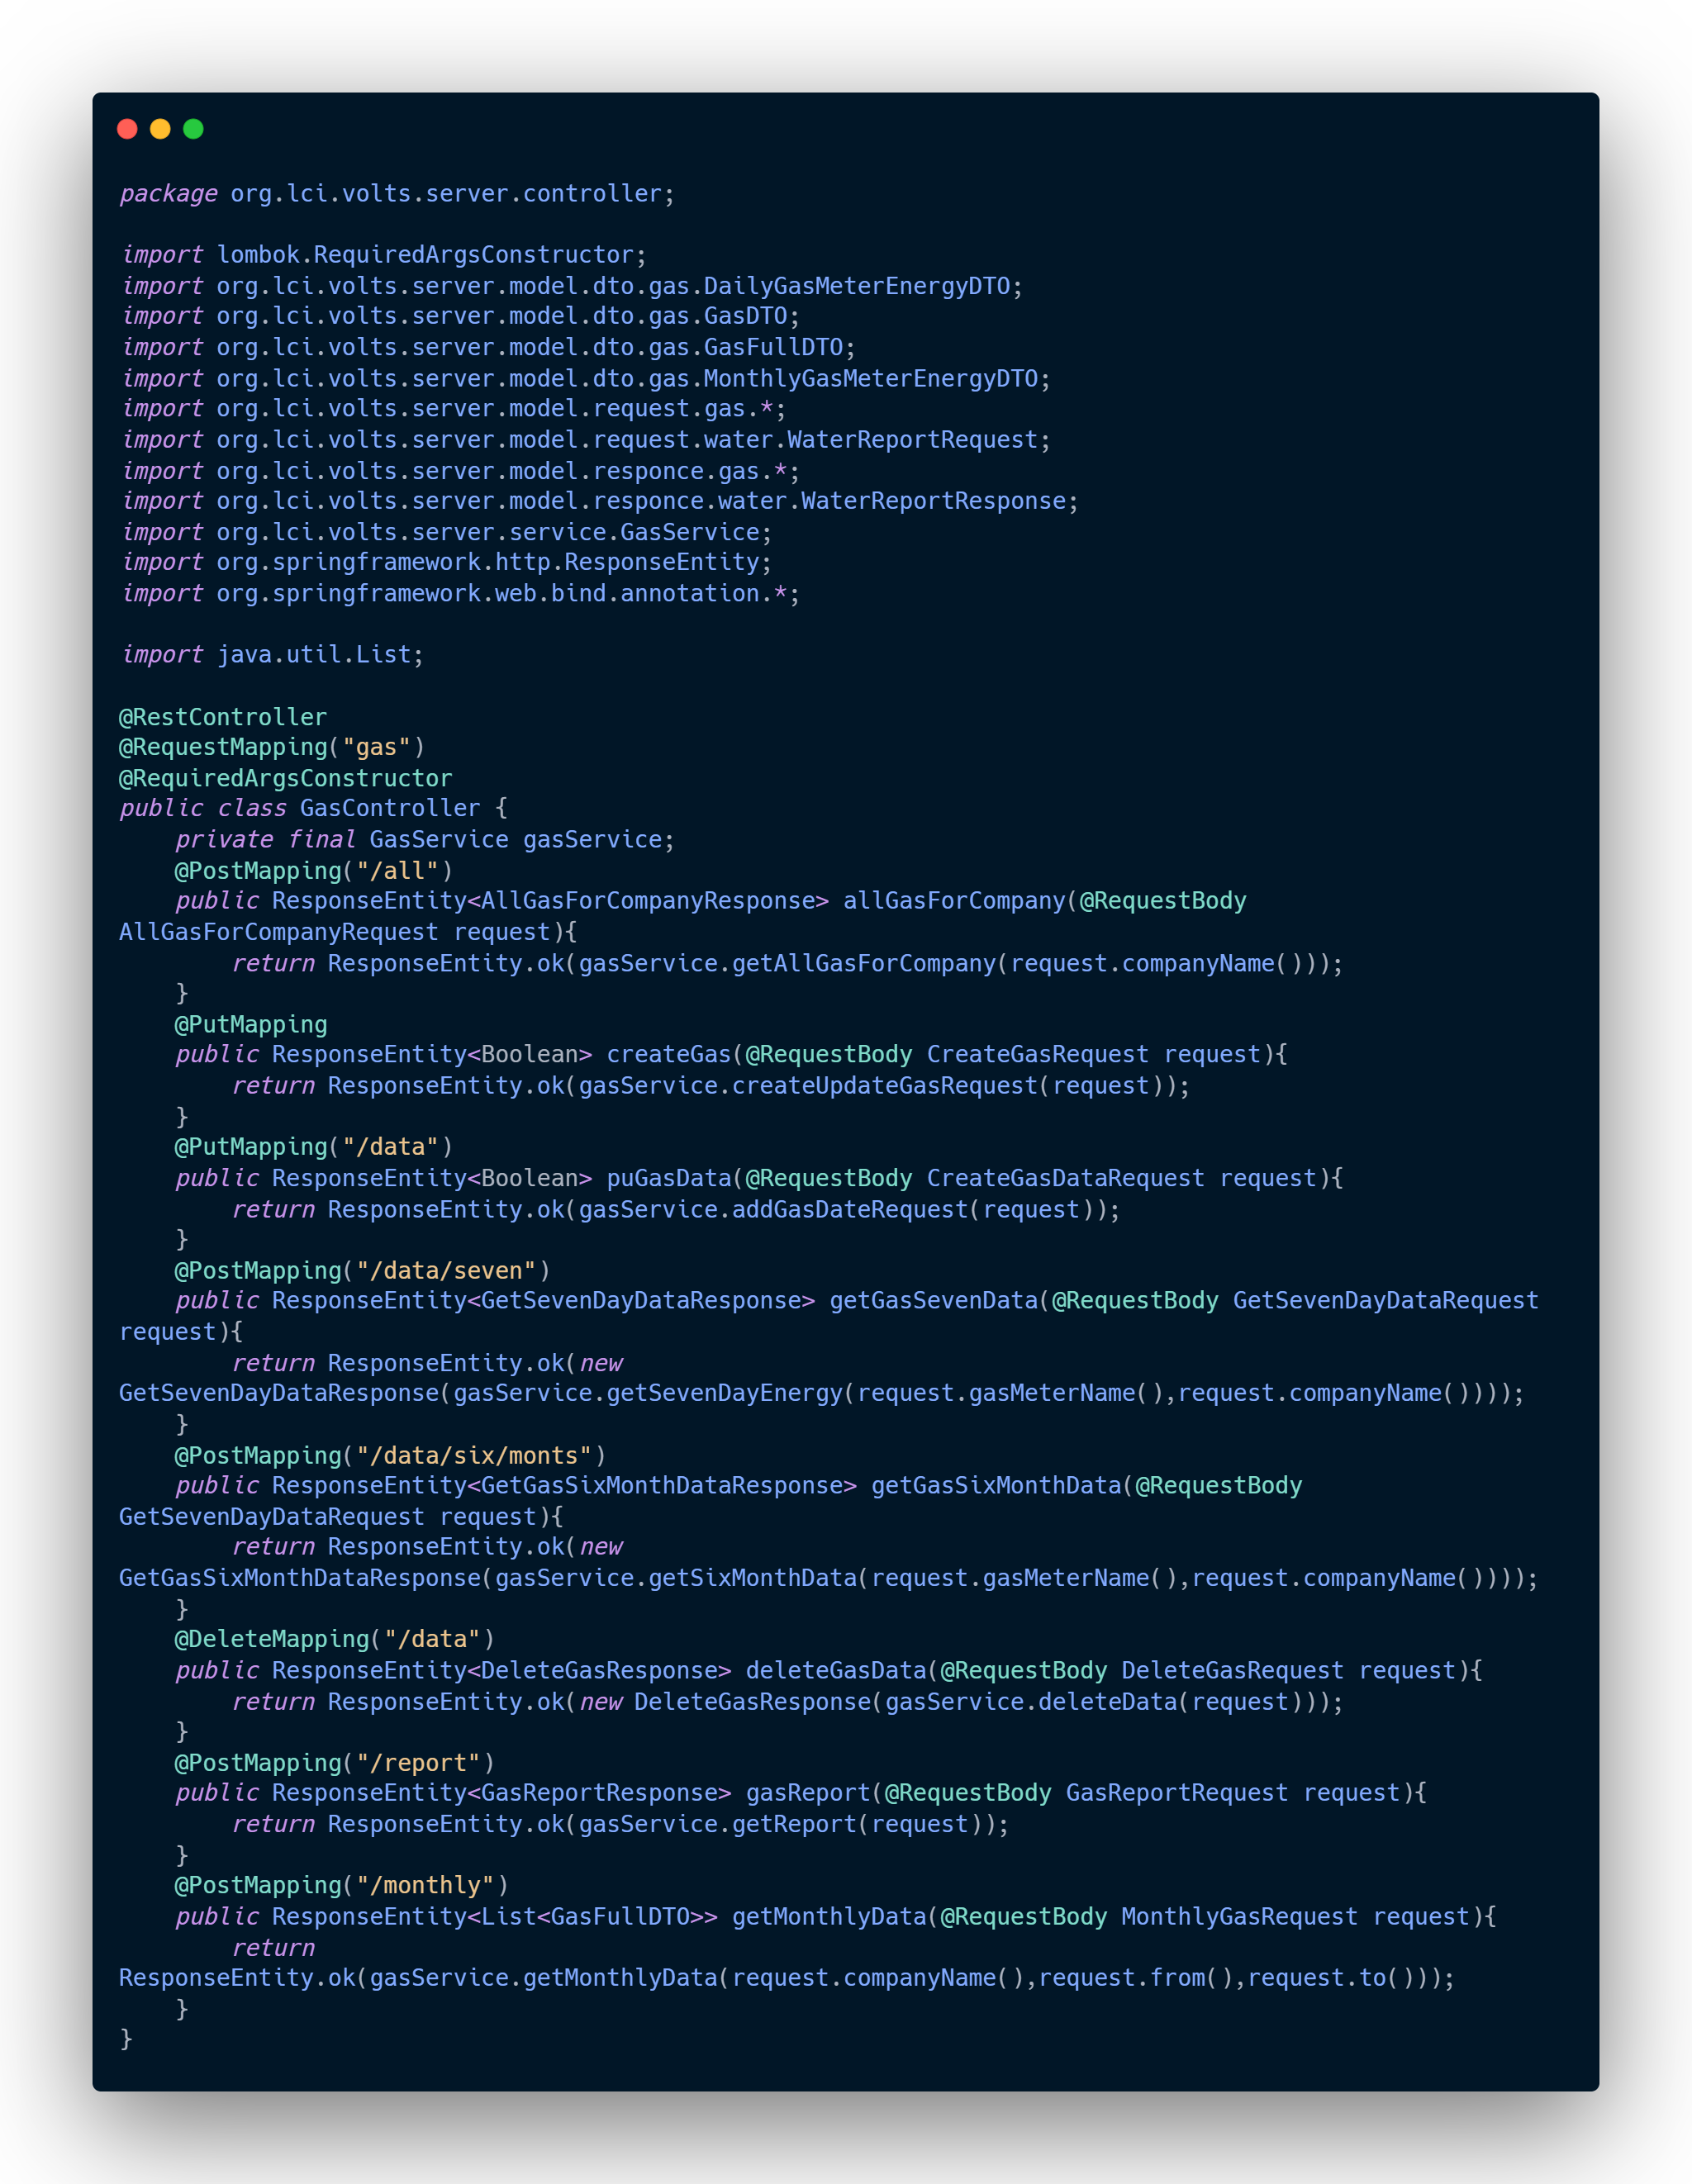 package org.lci.volts.server.controller;

import lombok.RequiredArgsConstructor;
import org.lci.volts.server.model.dto.gas.DailyGasMeterEnergyDTO;
import org.lci.volts.server.model.dto.gas.GasDTO;
import org.lci.volts.server.model.dto.gas.GasFullDTO;
import org.lci.volts.server.model.dto.gas.MonthlyGasMeterEnergyDTO;
import org.lci.volts.server.model.request.gas.*;
import org.lci.volts.server.model.request.water.WaterReportRequest;
import org.lci.volts.server.model.responce.gas.*;
import org.lci.volts.server.model.responce.water.WaterReportResponse;
import org.lci.volts.server.service.GasService;
import org.springframework.http.ResponseEntity;
import org.springframework.web.bind.annotation.*;

import java.util.List;

@RestController
@RequestMapping("gas")
@RequiredArgsConstructor
public class GasController {
    private final GasService gasService;
    @PostMapping("/all")
    public ResponseEntity<AllGasForCompanyResponse> allGasForCompany(@RequestBody
AllGasForCompanyRequest request){
        return ResponseEntity.ok(gasService.getAllGasForCompany(request.companyName()));
    }
    @PutMapping
    public ResponseEntity<Boolean> createGas(@RequestBody CreateGasRequest request){
        return ResponseEntity.ok(gasService.createUpdateGasRequest(request));
    }
    @PutMapping("/data")
    public ResponseEntity<Boolean> puGasData(@RequestBody CreateGasDataRequest request){
        return ResponseEntity.ok(gasService.addGasDateRequest(request));
    }
    @PostMapping("/data/seven")
    public ResponseEntity<GetSevenDayDataResponse> getGasSevenData(@RequestBody GetSevenDayDataRequest
request){
        return ResponseEntity.ok(new
GetSevenDayDataResponse(gasService.getSevenDayEnergy(request.gasMeterName(),request.companyName())));
    }
    @PostMapping("/data/six/monts")
    public ResponseEntity<GetGasSixMonthDataResponse> getGasSixMonthData(@RequestBody
GetSevenDayDataRequest request){
        return ResponseEntity.ok(new
GetGasSixMonthDataResponse(gasService.getSixMonthData(request.gasMeterName(),request.companyName())));
    }
    @DeleteMapping("/data")
    public ResponseEntity<DeleteGasResponse> deleteGasData(@RequestBody DeleteGasRequest request){
        return ResponseEntity.ok(new DeleteGasResponse(gasService.deleteData(request)));
    }
    @PostMapping("/report")
    public ResponseEntity<GasReportResponse> gasReport(@RequestBody GasReportRequest request){
        return ResponseEntity.ok(gasService.getReport(request));
    }
    @PostMapping("/monthly")
    public ResponseEntity<List<GasFullDTO>> getMonthlyData(@RequestBody MonthlyGasRequest request){
        return
ResponseEntity.ok(gasService.getMonthlyData(request.companyName(),request.from(),request.to()));
    }
}